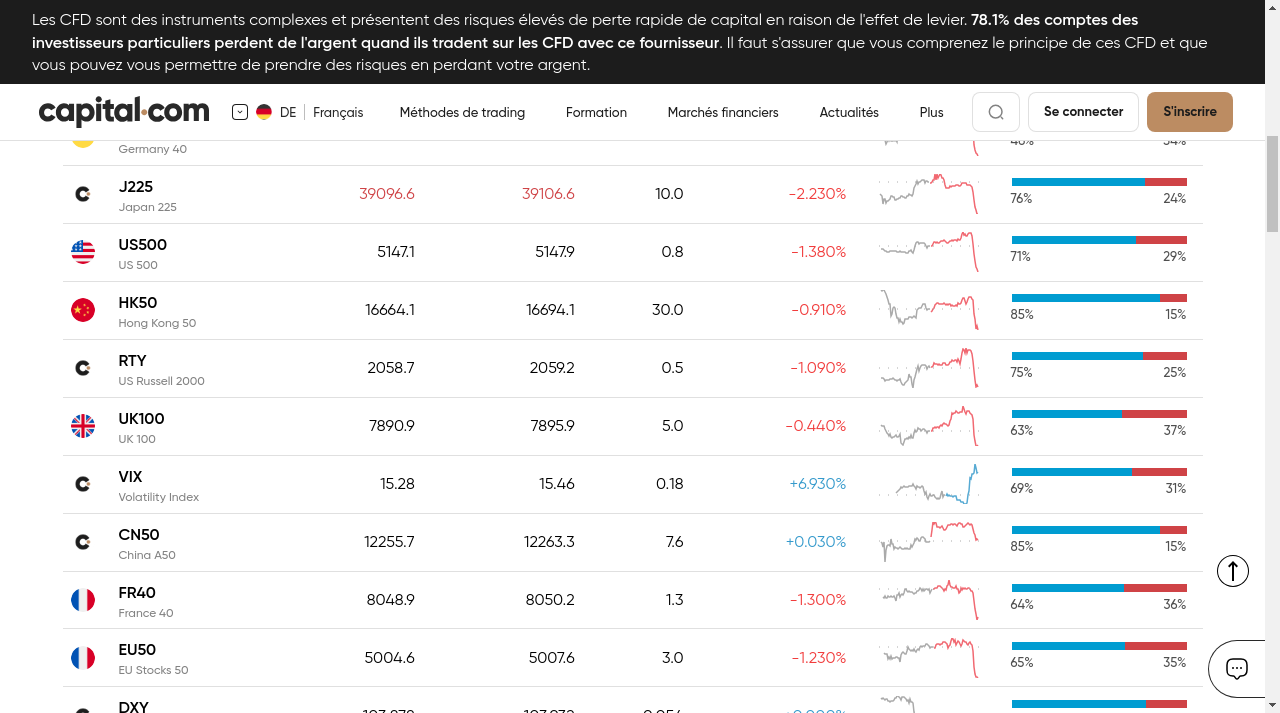 Les CFD sont des instruments complexes et présentent des risques élevés de perte rapide de capital en raison de l'effet de levier. 78.1% des comptes des
investisseurs particuliers perdent de l'argent quand ils tradent sur les CFD avec ce fournisseur. Il faut s'assurer que vous comprenez le principe de ces CFD et que
vous pouvez vous permettre de prendre des risques en perdant votre argent.
capital.com DE Français Méthodes de trading Formation Marchés financiers Actualités Plus Se connecter S'inscrire
Germany 40 46% 54%
J225 39096.6 39106.6 10.0 -2.230%
Japan 225 76% 24%
US500 5147.1 5147.9 0.8 -1.380%
US 500 71% 29%
HK50 16664.1 16694.1 30.0 -0.910%
Hong Kong 50 85% 15%
RTY 2058.7 2059.2 0.5 -1.090%
US Russell 2000 75% 25%
UK100 7890.9 7895.9 5.0 -0.440%
UK 100 63% 37%
VIX 15.28 15.46 0.18 +6.930%
Volatility Index 69% 31%
CN50 12255.7 12263.3 7.6 +0.030%
China A50 85% 15%
FR40 8048.9 8050.2 1.3 -1.300%
France 40 64% 36%
EU50 5004.6 5007.6 3.0 -1.230%
EU Stocks 50 65% 35%
DXY